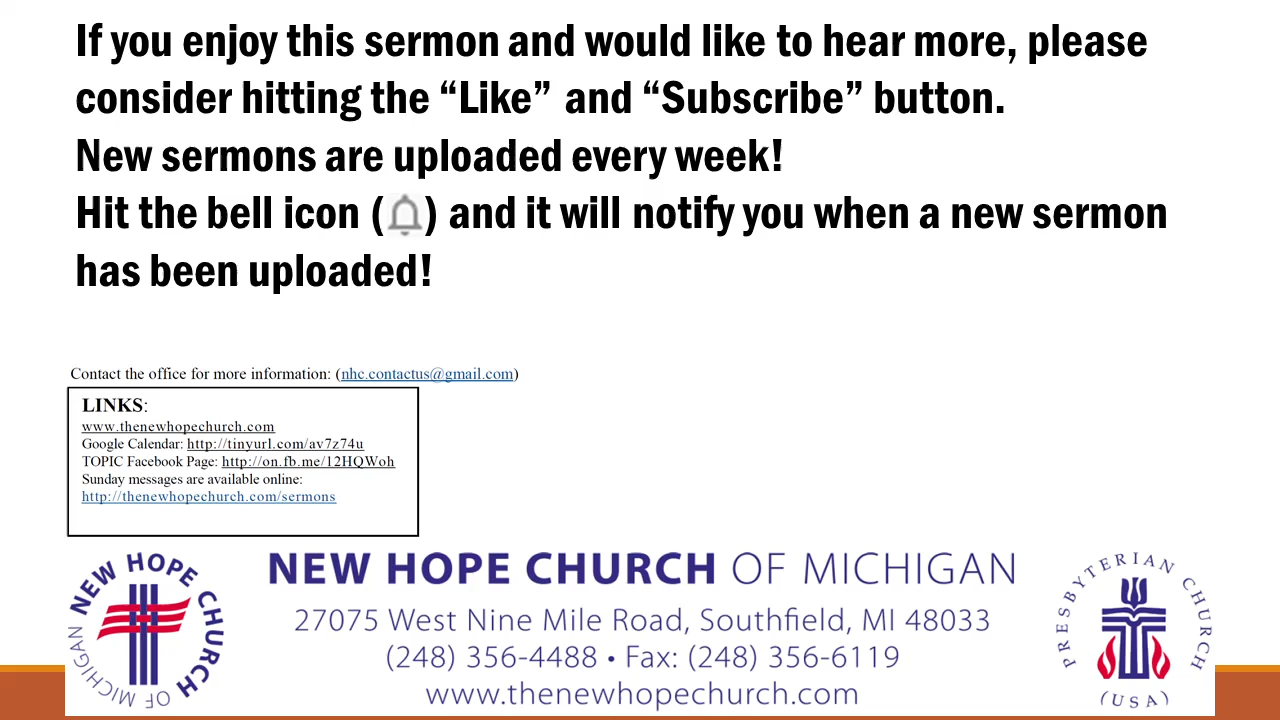 If you enjoy this sermon and would like to hear more, please
consider hitting the “Like” and “Subscribe” button.
New sermons are uploaded every week!
Hit the bell icon () and it will notify you when a new sermon
has been uploaded!
Contact the office for more information: (nhc.contactus@gmail.com)
LINKS:
www.thenewhopechurch.com
Google Calendar: http://tinyurl.com/av7z74u
TOPIC Facebook Page: http://on.fb.me/12HQWoh
Sunday messages are available online:
http://thenewhopechurch.com/sermons
NEW HOPE CHURCH OF MICHIGAN
NEW HOPE CHURCH OF MICHIGAN
27075 West Nine Mile Road, Southfield, MI 48033
(248) 356-4488 • Fax: (248) 356-6119
www.thenewhopechurch.com
PRESBYTERIAN CHURCH
(USA)